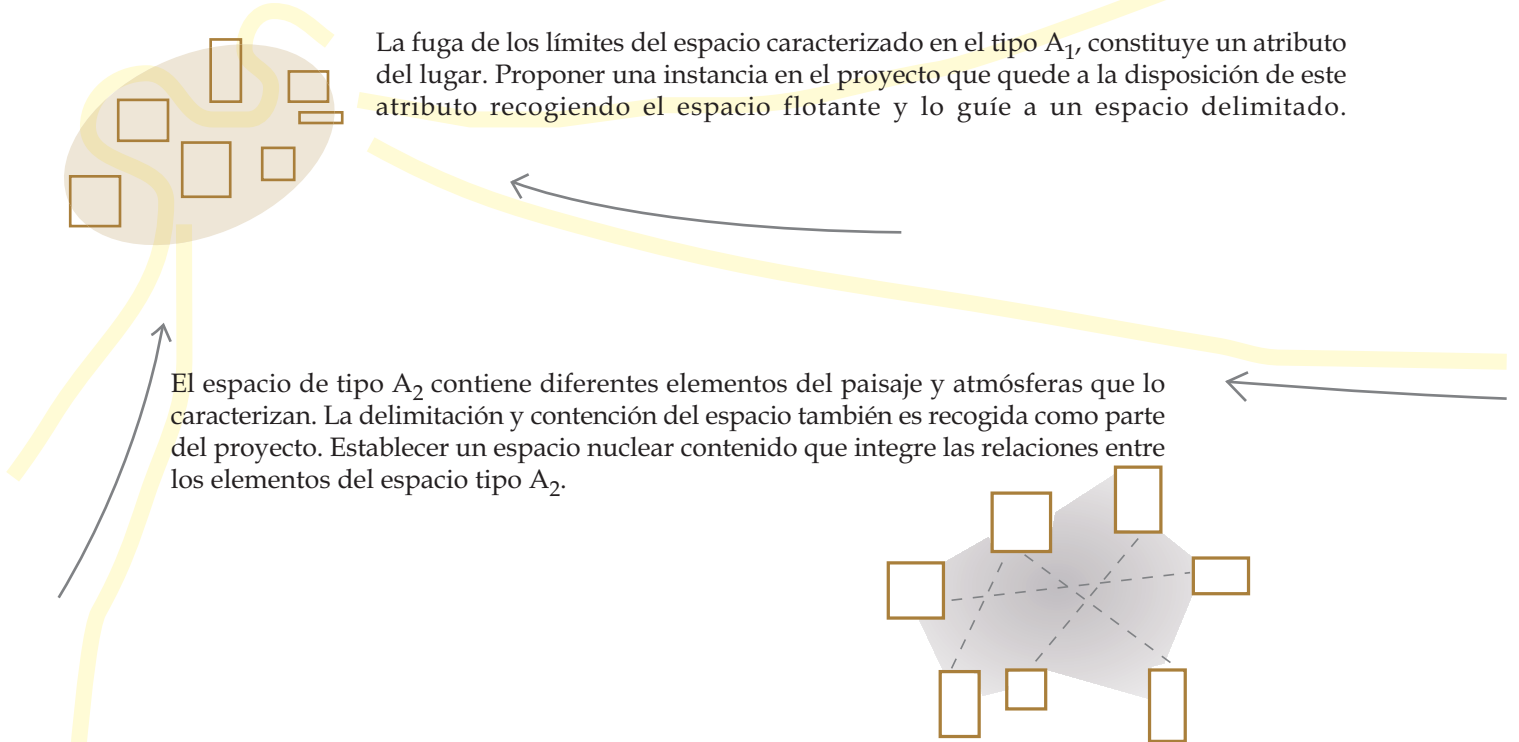 La fuga de los límites del espacio caracterizado en el tipo A₁, constituye un atributo
del lugar. Proponer una instancia en el proyecto que quede a la disposición de este
atributo recogiendo el espacio flotante y lo guíe a un espacio delimitado.
El espacio de tipo A₂ contiene diferentes elementos del paisaje y atmósferas que lo
caracterizan. La delimitación y contención del espacio también es recogida como parte
del proyecto. Establecer un espacio nuclear contenido que integre las relaciones entre
los elementos del espacio tipo A₂.